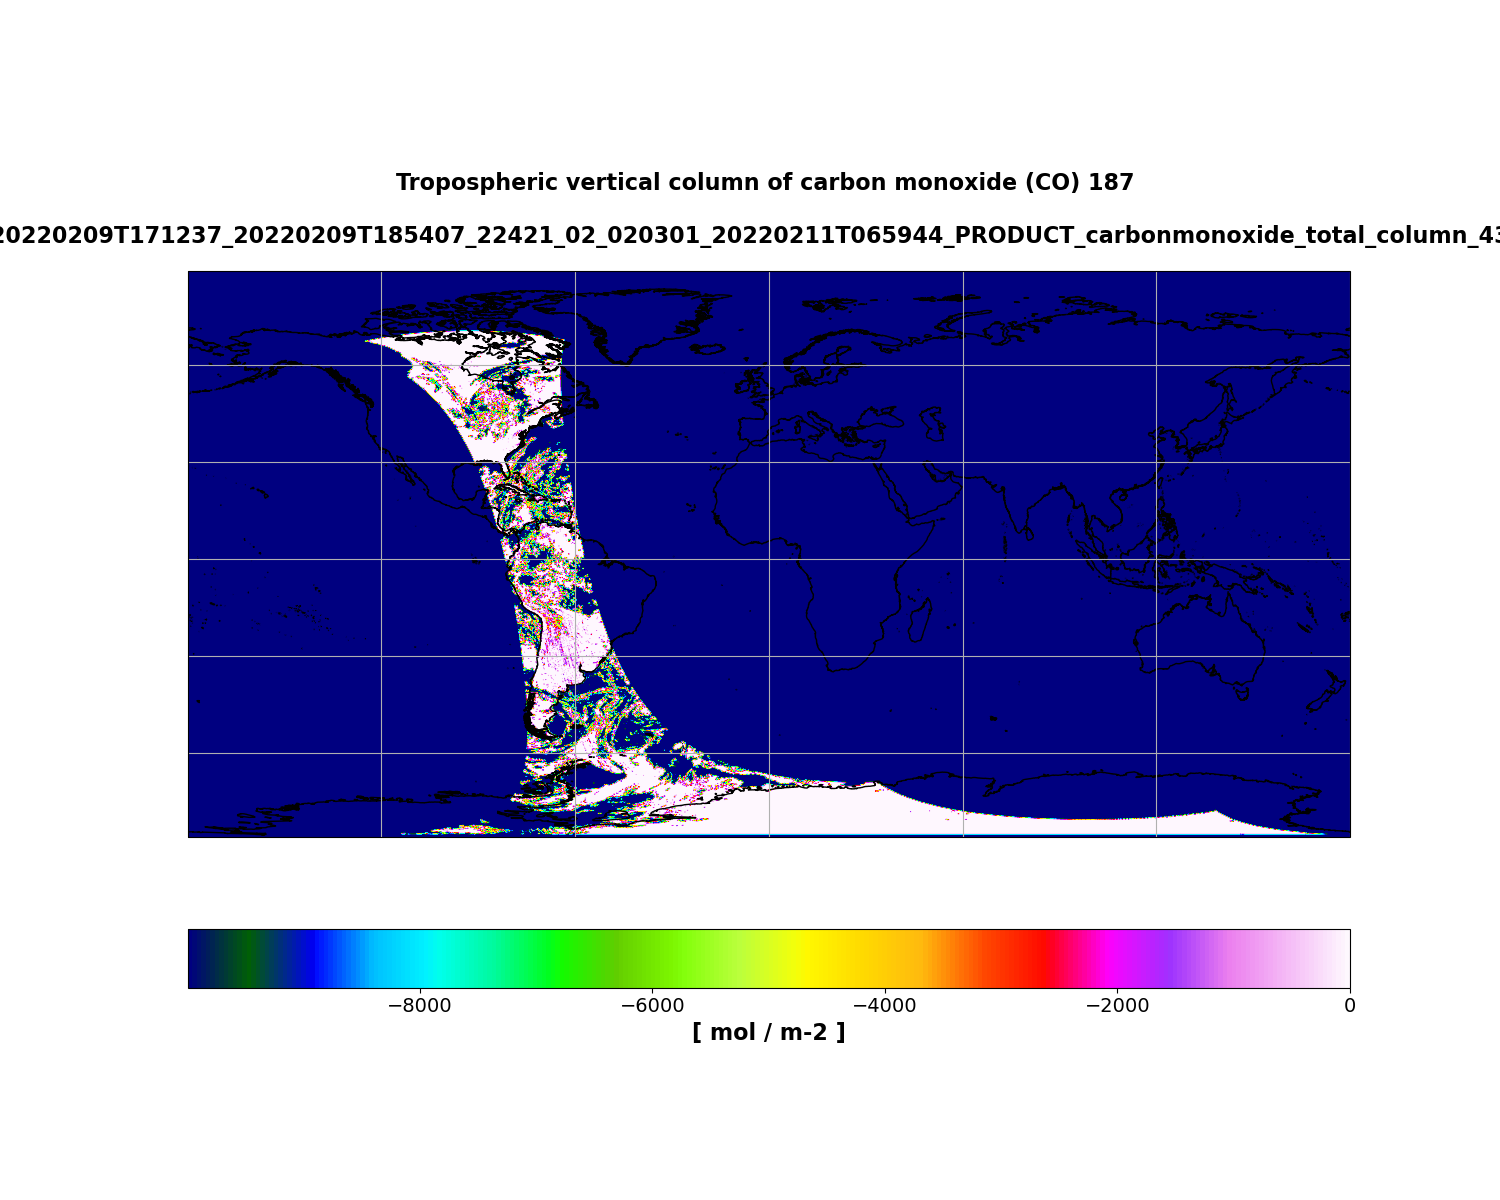 Tropospheric vertical column of carbon monoxide (CO) 187
20220209T171237_20220209T185407_22421_02_020301_20220211T065944_PRODUCT_carbonmonoxide_total_column_43
−8000 −6000 −4000 −2000 0
[ mol / m-2 ]